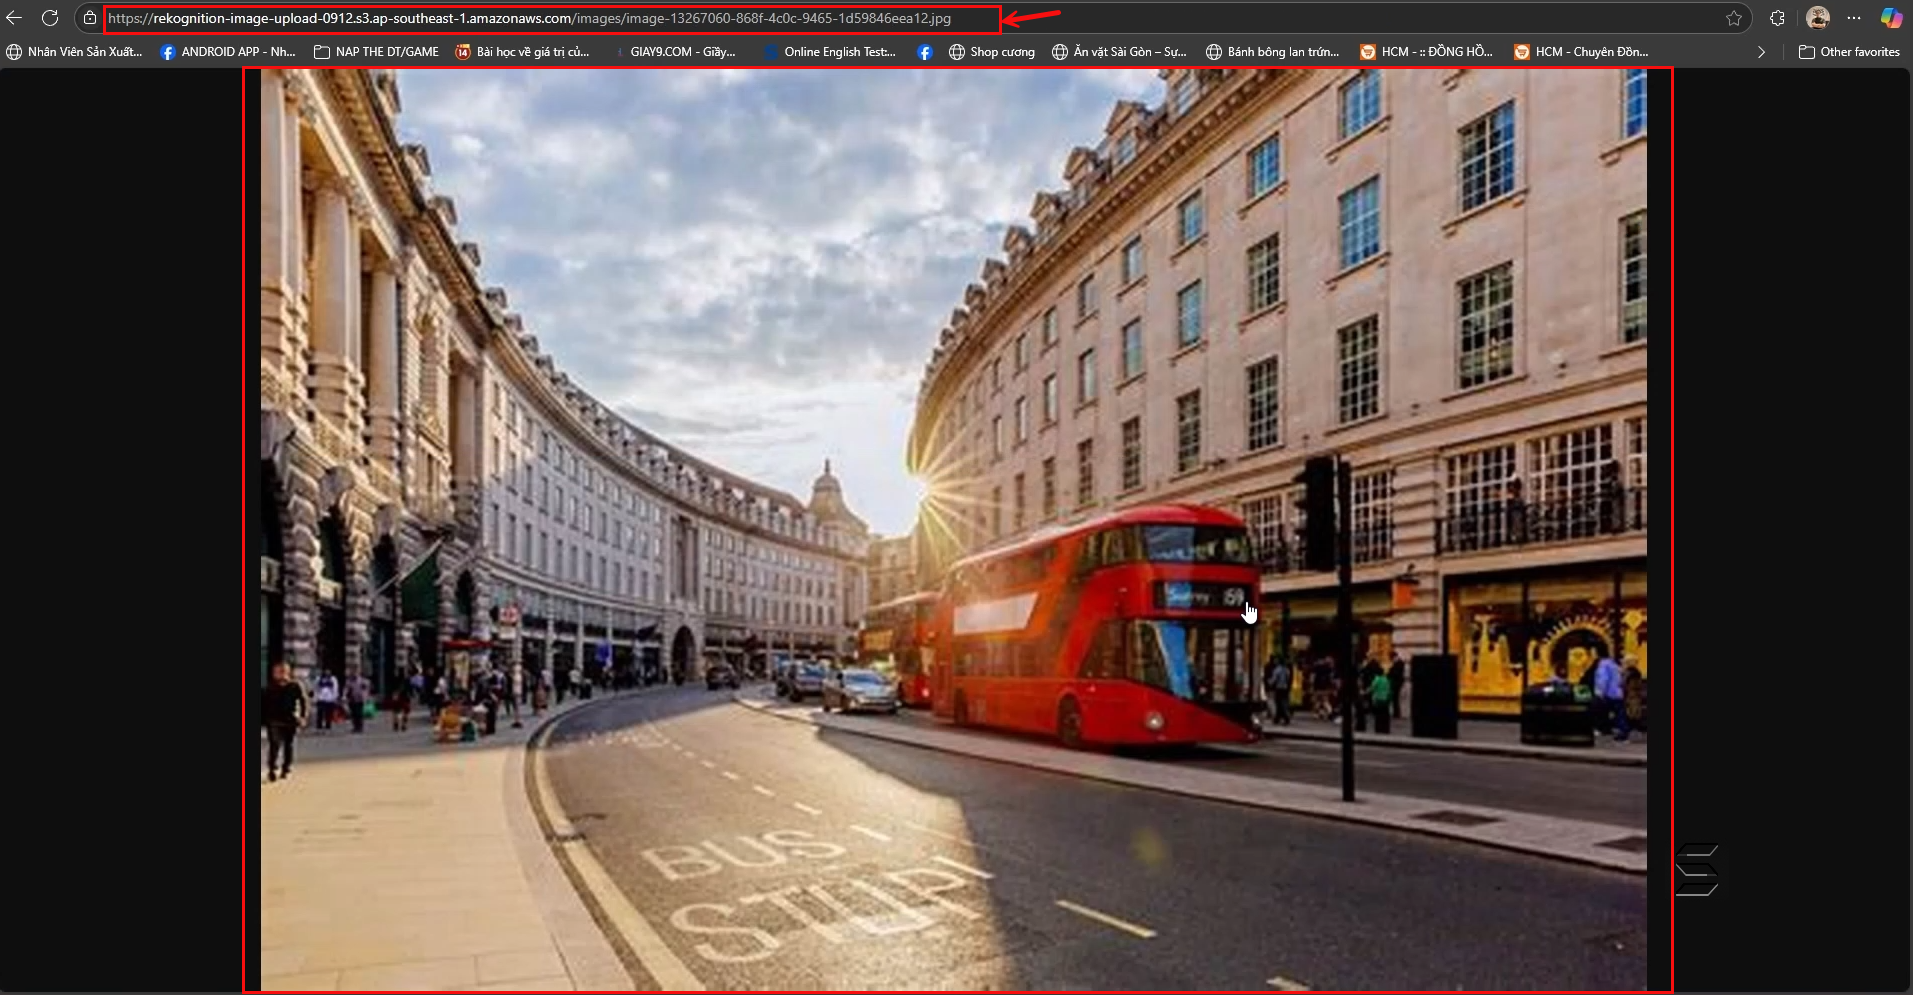 https://rekognition-image-upload-0912.s3.ap-southeast-1.amazonaws.com/images/image-13267060-868f-4c0c-9465-1d59846eea12.jpg
Nhân Viên Sản Xuất... ANDROID APP - Nh... NAP THE DT/GAME 14 Bài học về giá trị củ... GIAY9.COM - Giầy... Online English Test:... Shop cương Ăn vặt Sài Gòn – Sự... Bánh bông lan trứn... HCM - :: ĐỒNG HỒ... HCM - Chuyên Đồn... Other favorites
BUS